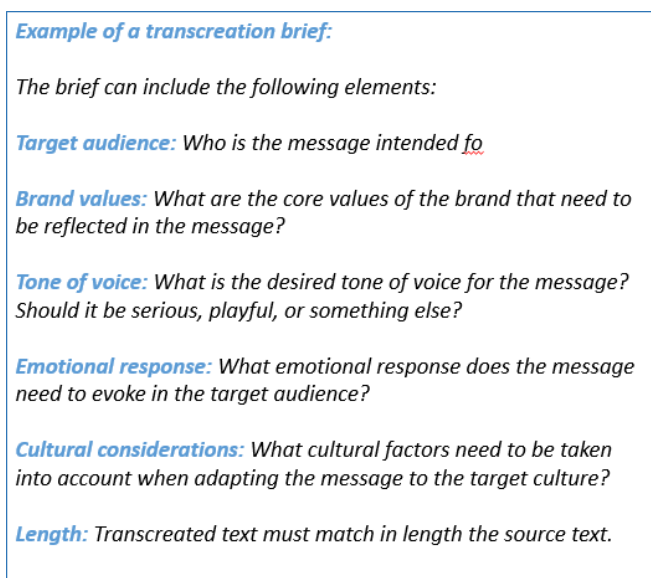 Example of a transcreation brief:
The brief can include the following elements:
Target audience: Who is the message intended fo
Brand values: What are the core values of the brand that need to
be reflected in the message?
Tone of voice: What is the desired tone of voice for the message?
Should it be serious, playful, or something else?
Emotional response: What emotional response does the message
need to evoke in the target audience?
Cultural considerations: What cultural factors need to be taken
into account when adapting the message to the target culture?
Length: Transcreated text must match in length the source text.